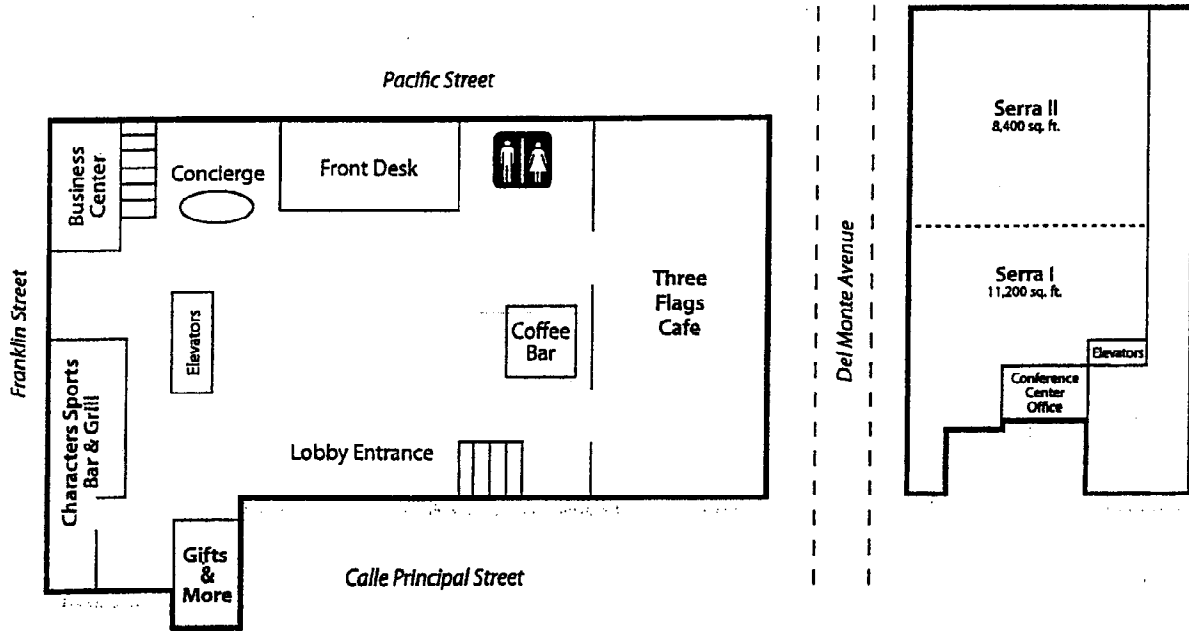 Pacific Street
Serra II
8,400 sq. ft.
Business
Center
Concierge
Front Desk
Franklin Street
Elevators
Coffee
Bar
Three
Flags
Cafe
Del Monte Avenue
Serra I
11,200 sq. ft.
Elevators
Conference
Center
Office
Characters Sports
Bar & Grill
Lobby Entrance
Gifts
&
More
Calle Principal Street